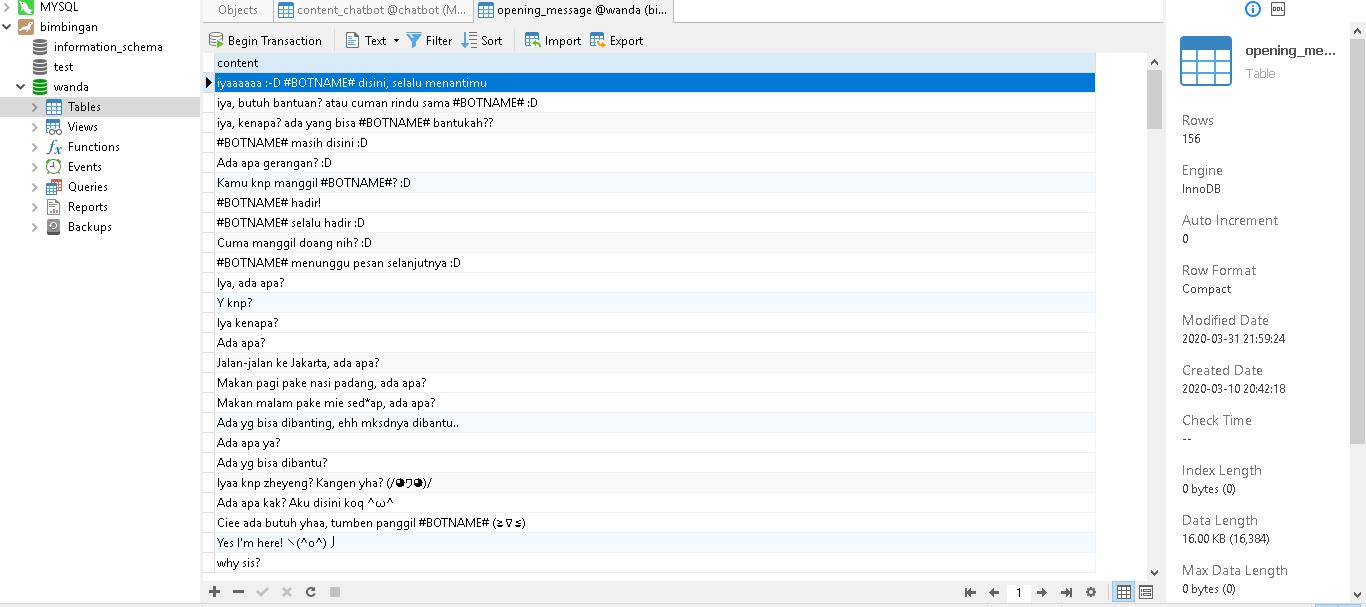 MYSQL
bimbingan
information_schema
test
wanda
Tables
Views
Functions
Events
Queries
Reports
Backups
Objects
content_chatbot @chatbot (M...
opening_message @wanda (bi...
Begin Transaction
Text
Filter
Sort
Import
Export
content
iyaaaaaa :-D #BOTNAME# disini, selalu menantimu
iya, butuh bantuan? atau cuman rindu sama #BOTNAME# :D
iya, kenapa? ada yang bisa #BOTNAME# bantukah??
#BOTNAME# masih disini :D
Ada apa gerangan? :D
Kamu knp manggil #BOTNAME#? :D
#BOTNAME# hadir!
#BOTNAME# selalu hadir :D
Cuma manggil doang nih? :D
#BOTNAME# menunggu pesan selanjutnya :D
Iya, ada apa?
Y knp?
Iya kenapa?
Ada apa?
Jalan-jalan ke Jakarta, ada apa?
Makan pagi pake nasi padang, ada apa?
Makan malam pake mie sed*ap, ada apa?
Ada yg bisa dibanting, ehh mksdnya dibantu..
Ada apa ya?
Ada yg bisa dibantu?
Iyaa knp zheyeng? Kangen yha? (/◕ヮ◕)/
Ada apa kak? Aku disini koq ^ω^
Ciee ada butuh yhaa, tumben panggil #BOTNAME# (≧∇≦)
Yes I'm here! ヽ(^o^)丿
why sis?
1
DDL
opening_me...
Table
Rows
156
Engine
InnoDB
Auto Increment
0
Row Format
Compact
Modified Date
2020-03-31 21:59:24
Created Date
2020-03-10 20:42:18
Check Time
--
Index Length
0 bytes (0)
Data Length
16.00 KB (16,384)
Max Data Length
0 bytes (0)